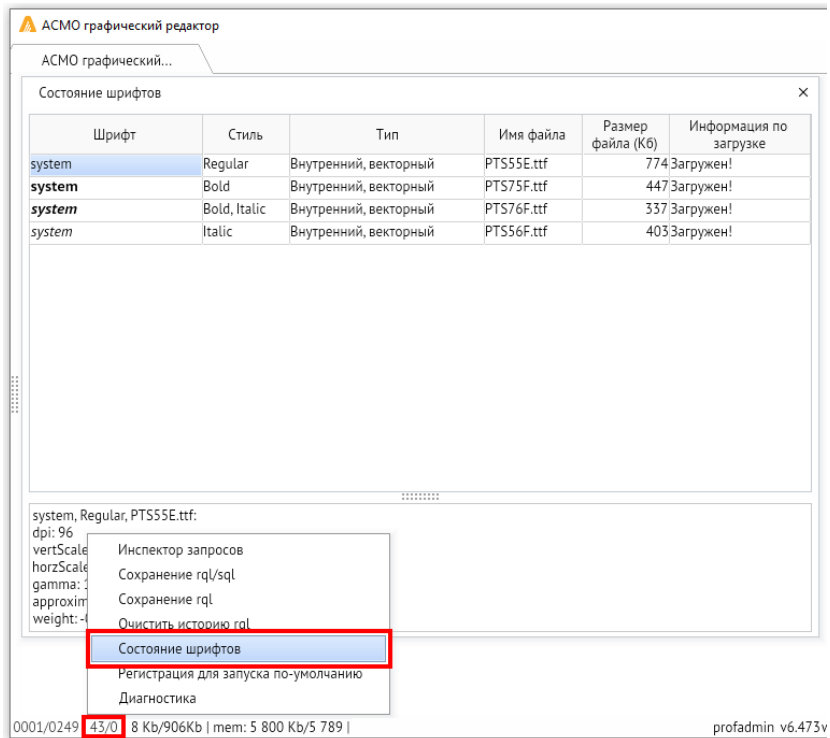 АСМО графический редактор
АСМО графический...
Состояние шрифтов
Шрифт Стиль Тип Имя файла Размер файла (Кб) Информация по загрузке
system Regular Внутренний, векторный PTS55E.ttf 774 Загружен!
system Bold Внутренний, векторный PTS75F.ttf 447 Загружен!
system Bold, Italic Внутренний, векторный PTS76F.ttf 337 Загружен!
system Italic Внутренний, векторный PTS56F.ttf 403 Загружен!
system, Regular, PTS55E.ttf:
dpi: 96
vertScale
horzScale
gamma:
approxim
weight:
Инспектор запросов
Сохранение rql/sql
Сохранение rql
Очистить историю rql
Состояние шрифтов
Регистрация для запуска по-умолчанию
Диагностика
0001/0249 43/0 8 Kb/906Kb | mem: 5 800 Kb/5 789 | profadmin v6.473v